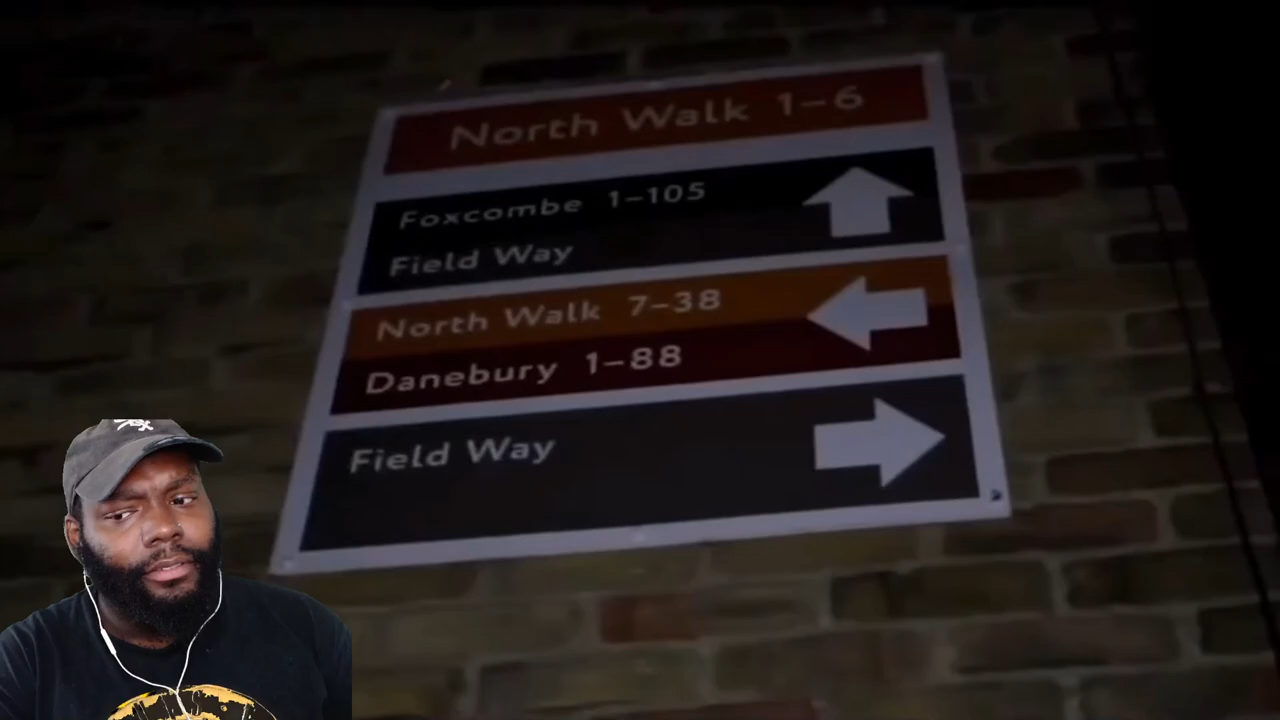 North Walk 1–6
Foxcombe 1–105
Field Way
North Walk 7–38
Danebury 1–88
Field Way